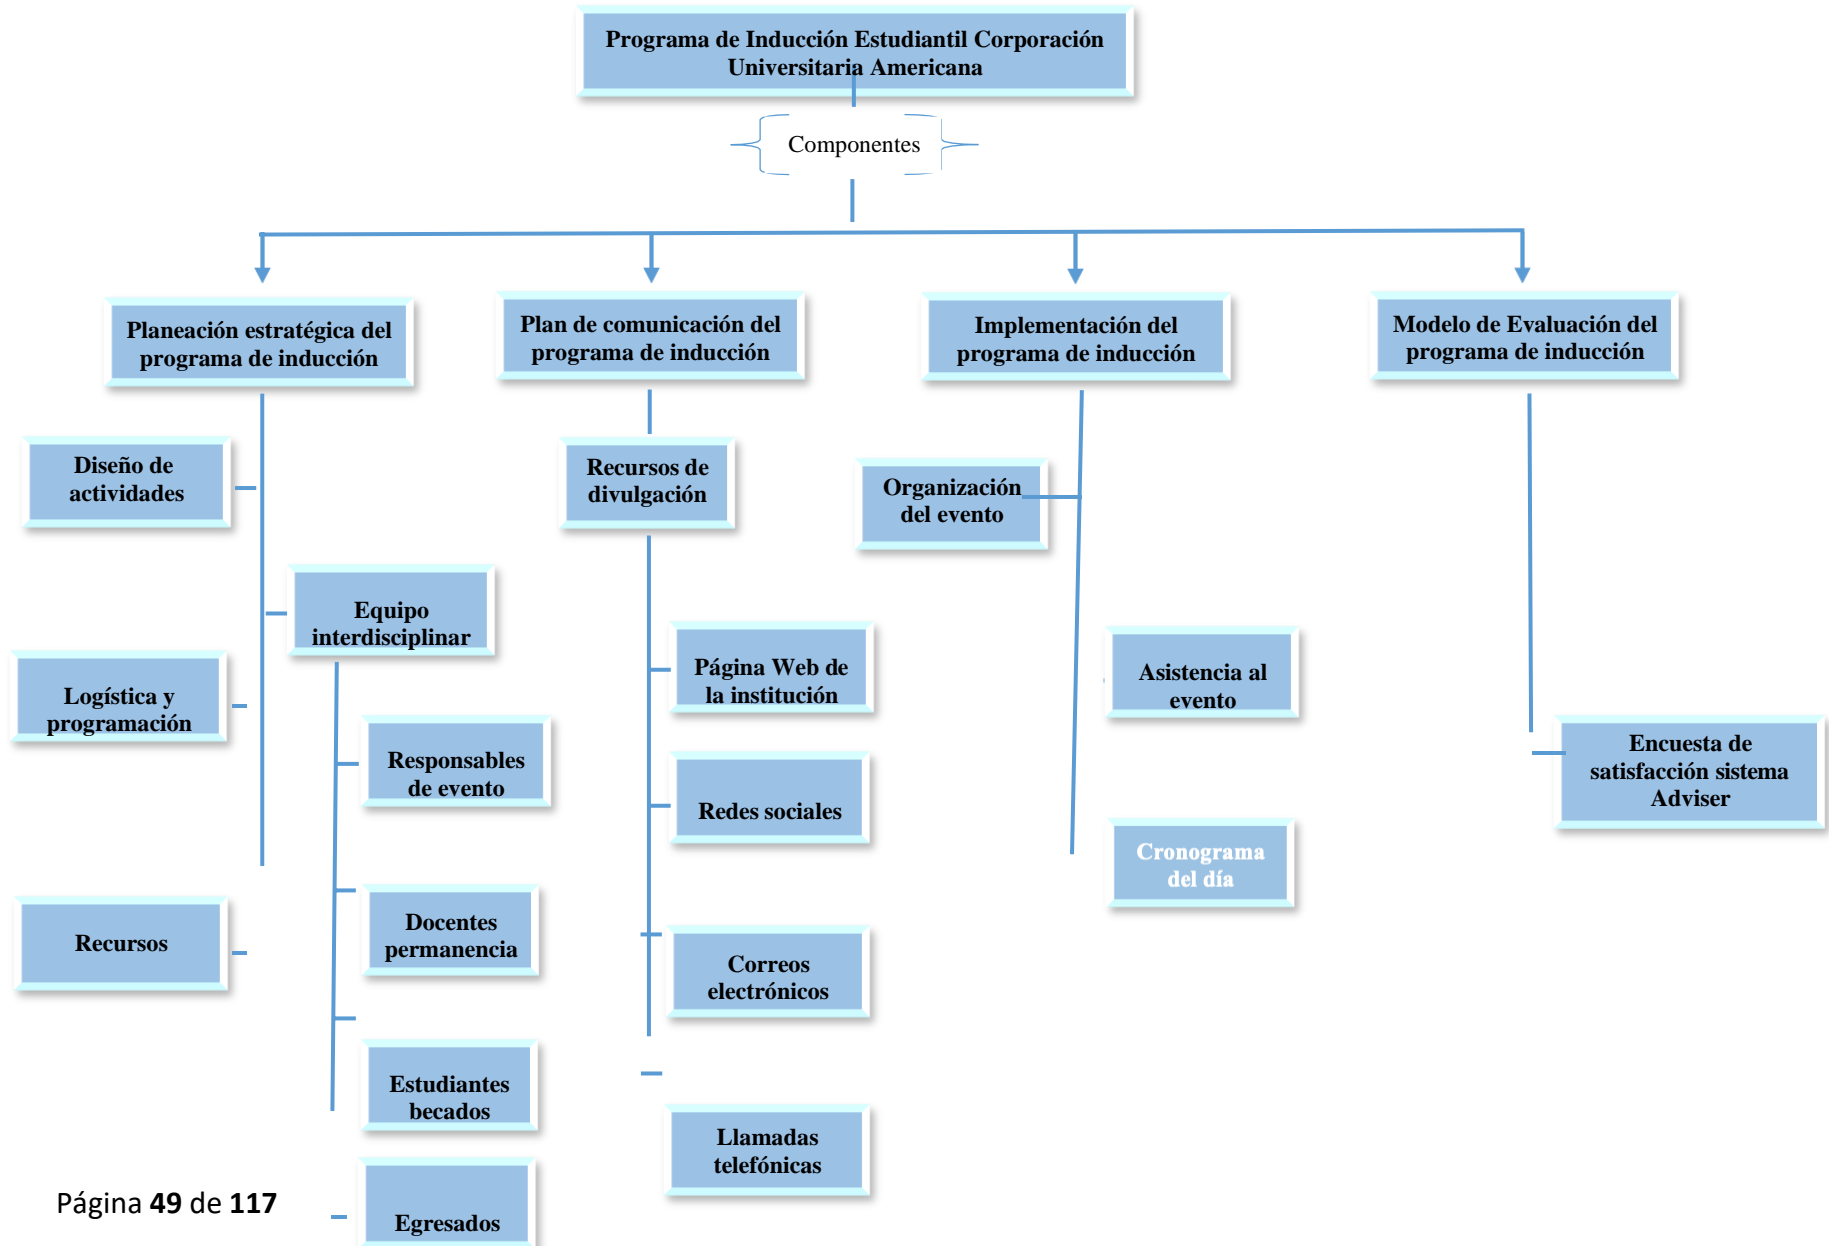 Programa de Inducción Estudiantil Corporación
Universitaria Americana
Componentes
Planeación estratégica del
programa de inducción
Plan de comunicación del
programa de inducción
Implementación del
programa de inducción
Modelo de Evaluación del
programa de inducción
Diseño de
actividades
Equipo
interdisciplinar
Logística y
programación
Responsables
de evento
Recursos
Docentes
permanencia
Estudiantes
becados
Egresados
Recursos de
divulgación
Página Web de
la institución
Redes sociales
Correos
electrónicos
Llamadas
telefónicas
Organización
del evento
Asistencia al
evento
Cronograma
del día
Encuesta de
satisfacción sistema
Adviser
Página 49 de 117